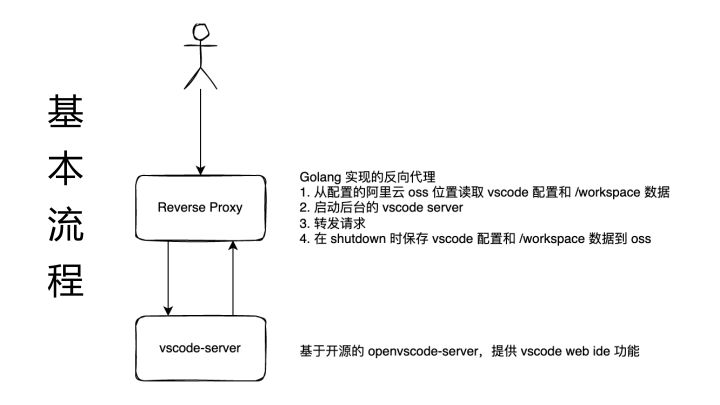 基本流程
Reverse Proxy
Golang 实现的反向代理
1. 从配置的阿里云 oss 位置读取 vscode 配置和 /workspace 数据
2. 启动后台的 vscode server
3. 转发请求
4. 在 shutdown 时保存 vscode 配置和 /workspace 数据到 oss
vscode-server
基于开源的 openvscode-server，提供 vscode web ide 功能